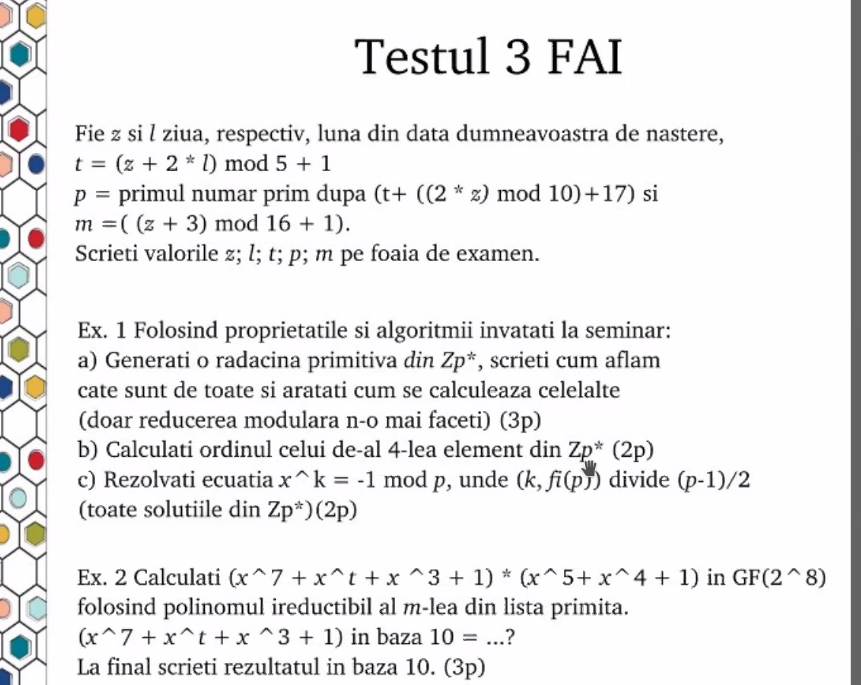 Testul 3 FAI
Fie z si l ziua, respectiv, luna din data dumneavoastra de nastere,
t = (z + 2 * l) mod 5 + 1
p = primul numar prim dupa (t+ ((2 * z) mod 10)+17) si
m =( (z + 3) mod 16 + 1).
Scrieti valorile z; l; t; p; m pe foaia de examen.
Ex. 1 Folosind proprietatile si algoritmii invatati la seminar:
a) Generati o radacina primitiva din Zp*, scrieti cum aflam
cate sunt de toate si aratati cum se calculeaza celelalte
(doar reducerea modulara n-o mai faceti) (3p)
b) Calculati ordinul celui de-al 4-lea element din Zp* (2p)
c) Rezolvati ecuatia x^k = -1 mod p, unde (k, fi(p)) divide (p-1)/2
(toate solutiile din Zp*)(2p)
Ex. 2 Calculati (x^7 + x^t + x ^3 + 1) * (x^5+ x^4 + 1) in GF(2^8)
folosind polinomul ireductibil al m-lea din lista primita.
(x^7 + x^t + x ^3 + 1) in baza 10 = ...?
La final scrieti rezultatul in baza 10. (3p)